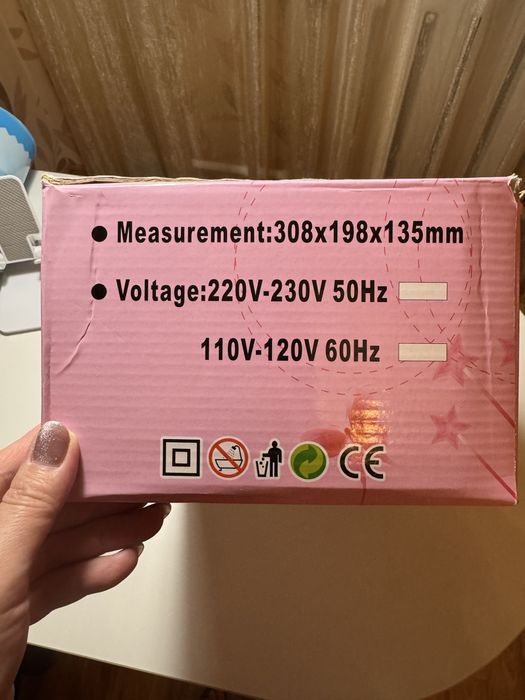 ● Measurement:308x198x135mm
● Voltage:220V-230V 50Hz
110V-120V 60Hz
CE